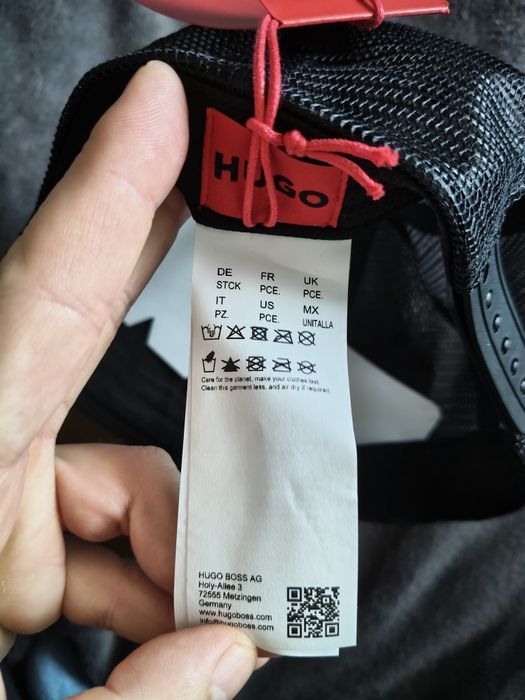 HUGO
DE FR UK
STCK PCE. PCE.
IT US MX
PZ. PCE. UNITALLA
Care for the planet, make your clothes last.
Clean this garment less, and air dry if required.
HUGO BOSS AG
Holy-Allee 3
72555 Metzingen
Germany
www.hugoboss.com
info@hugoboss.com